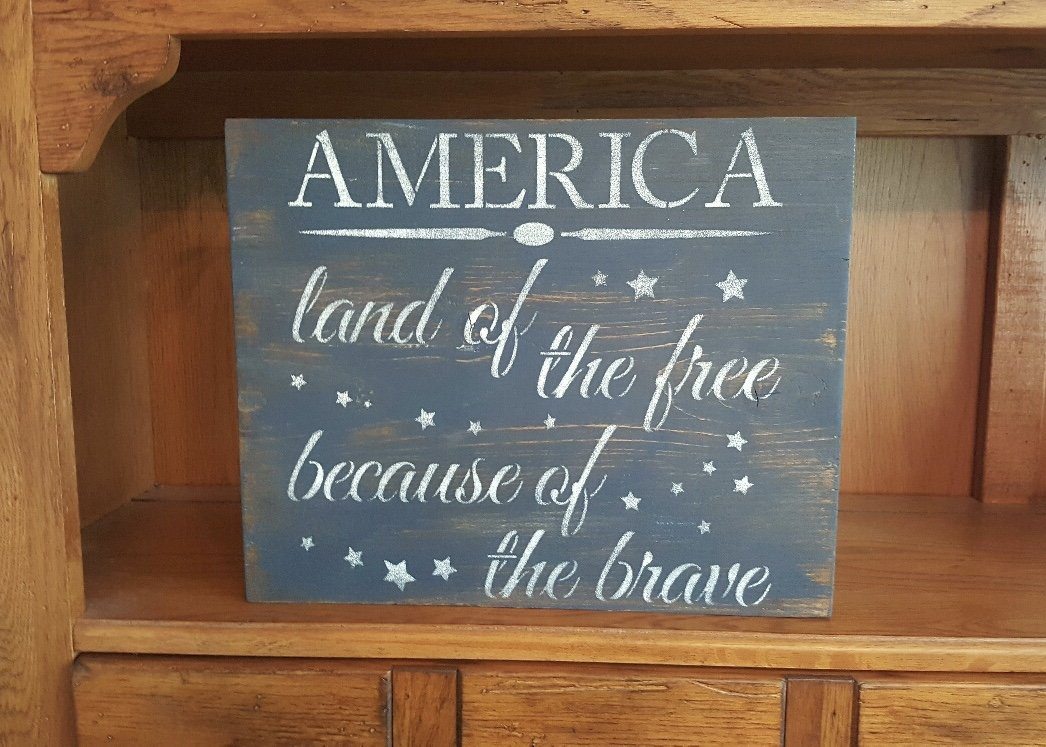 AMERICA
land of
the free
because of
the brave